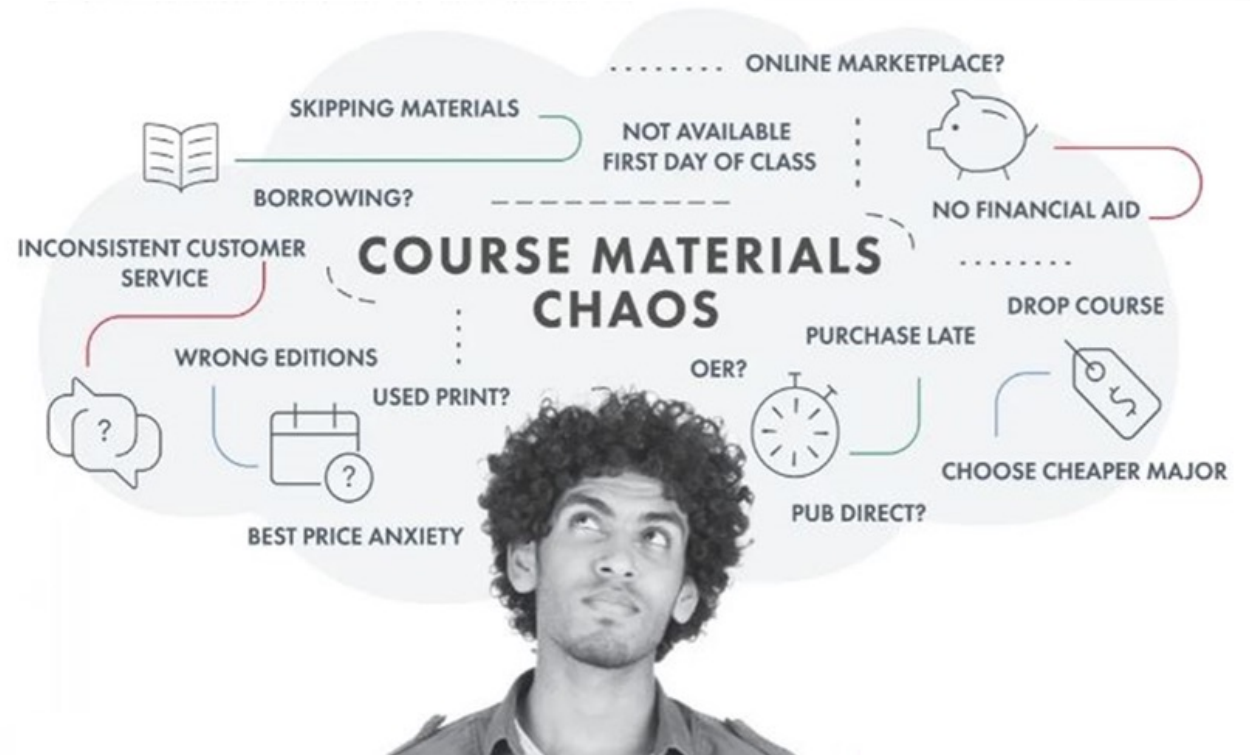 ONLINE MARKETPLACE?
SKIPPING MATERIALS
NOT AVAILABLE
FIRST DAY OF CLASS
BORROWING?
NO FINANCIAL AID
INCONSISTENT CUSTOMER
SERVICE
COURSE MATERIALS
CHAOS
DROP COURSE
PURCHASE LATE
WRONG EDITIONS
OER?
USED PRINT?
?
?
$
CHOOSE CHEAPER MAJOR
PUB DIRECT?
BEST PRICE ANXIETY